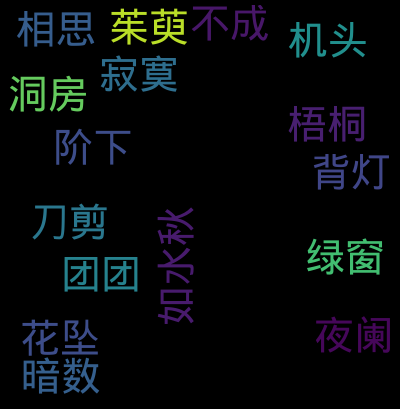 相思
茱萸
不成
机头
寂寞
洞房
梧桐
阶下
背灯
刀剪
如水秋
绿窗
团团
花坠
夜阑
暗数